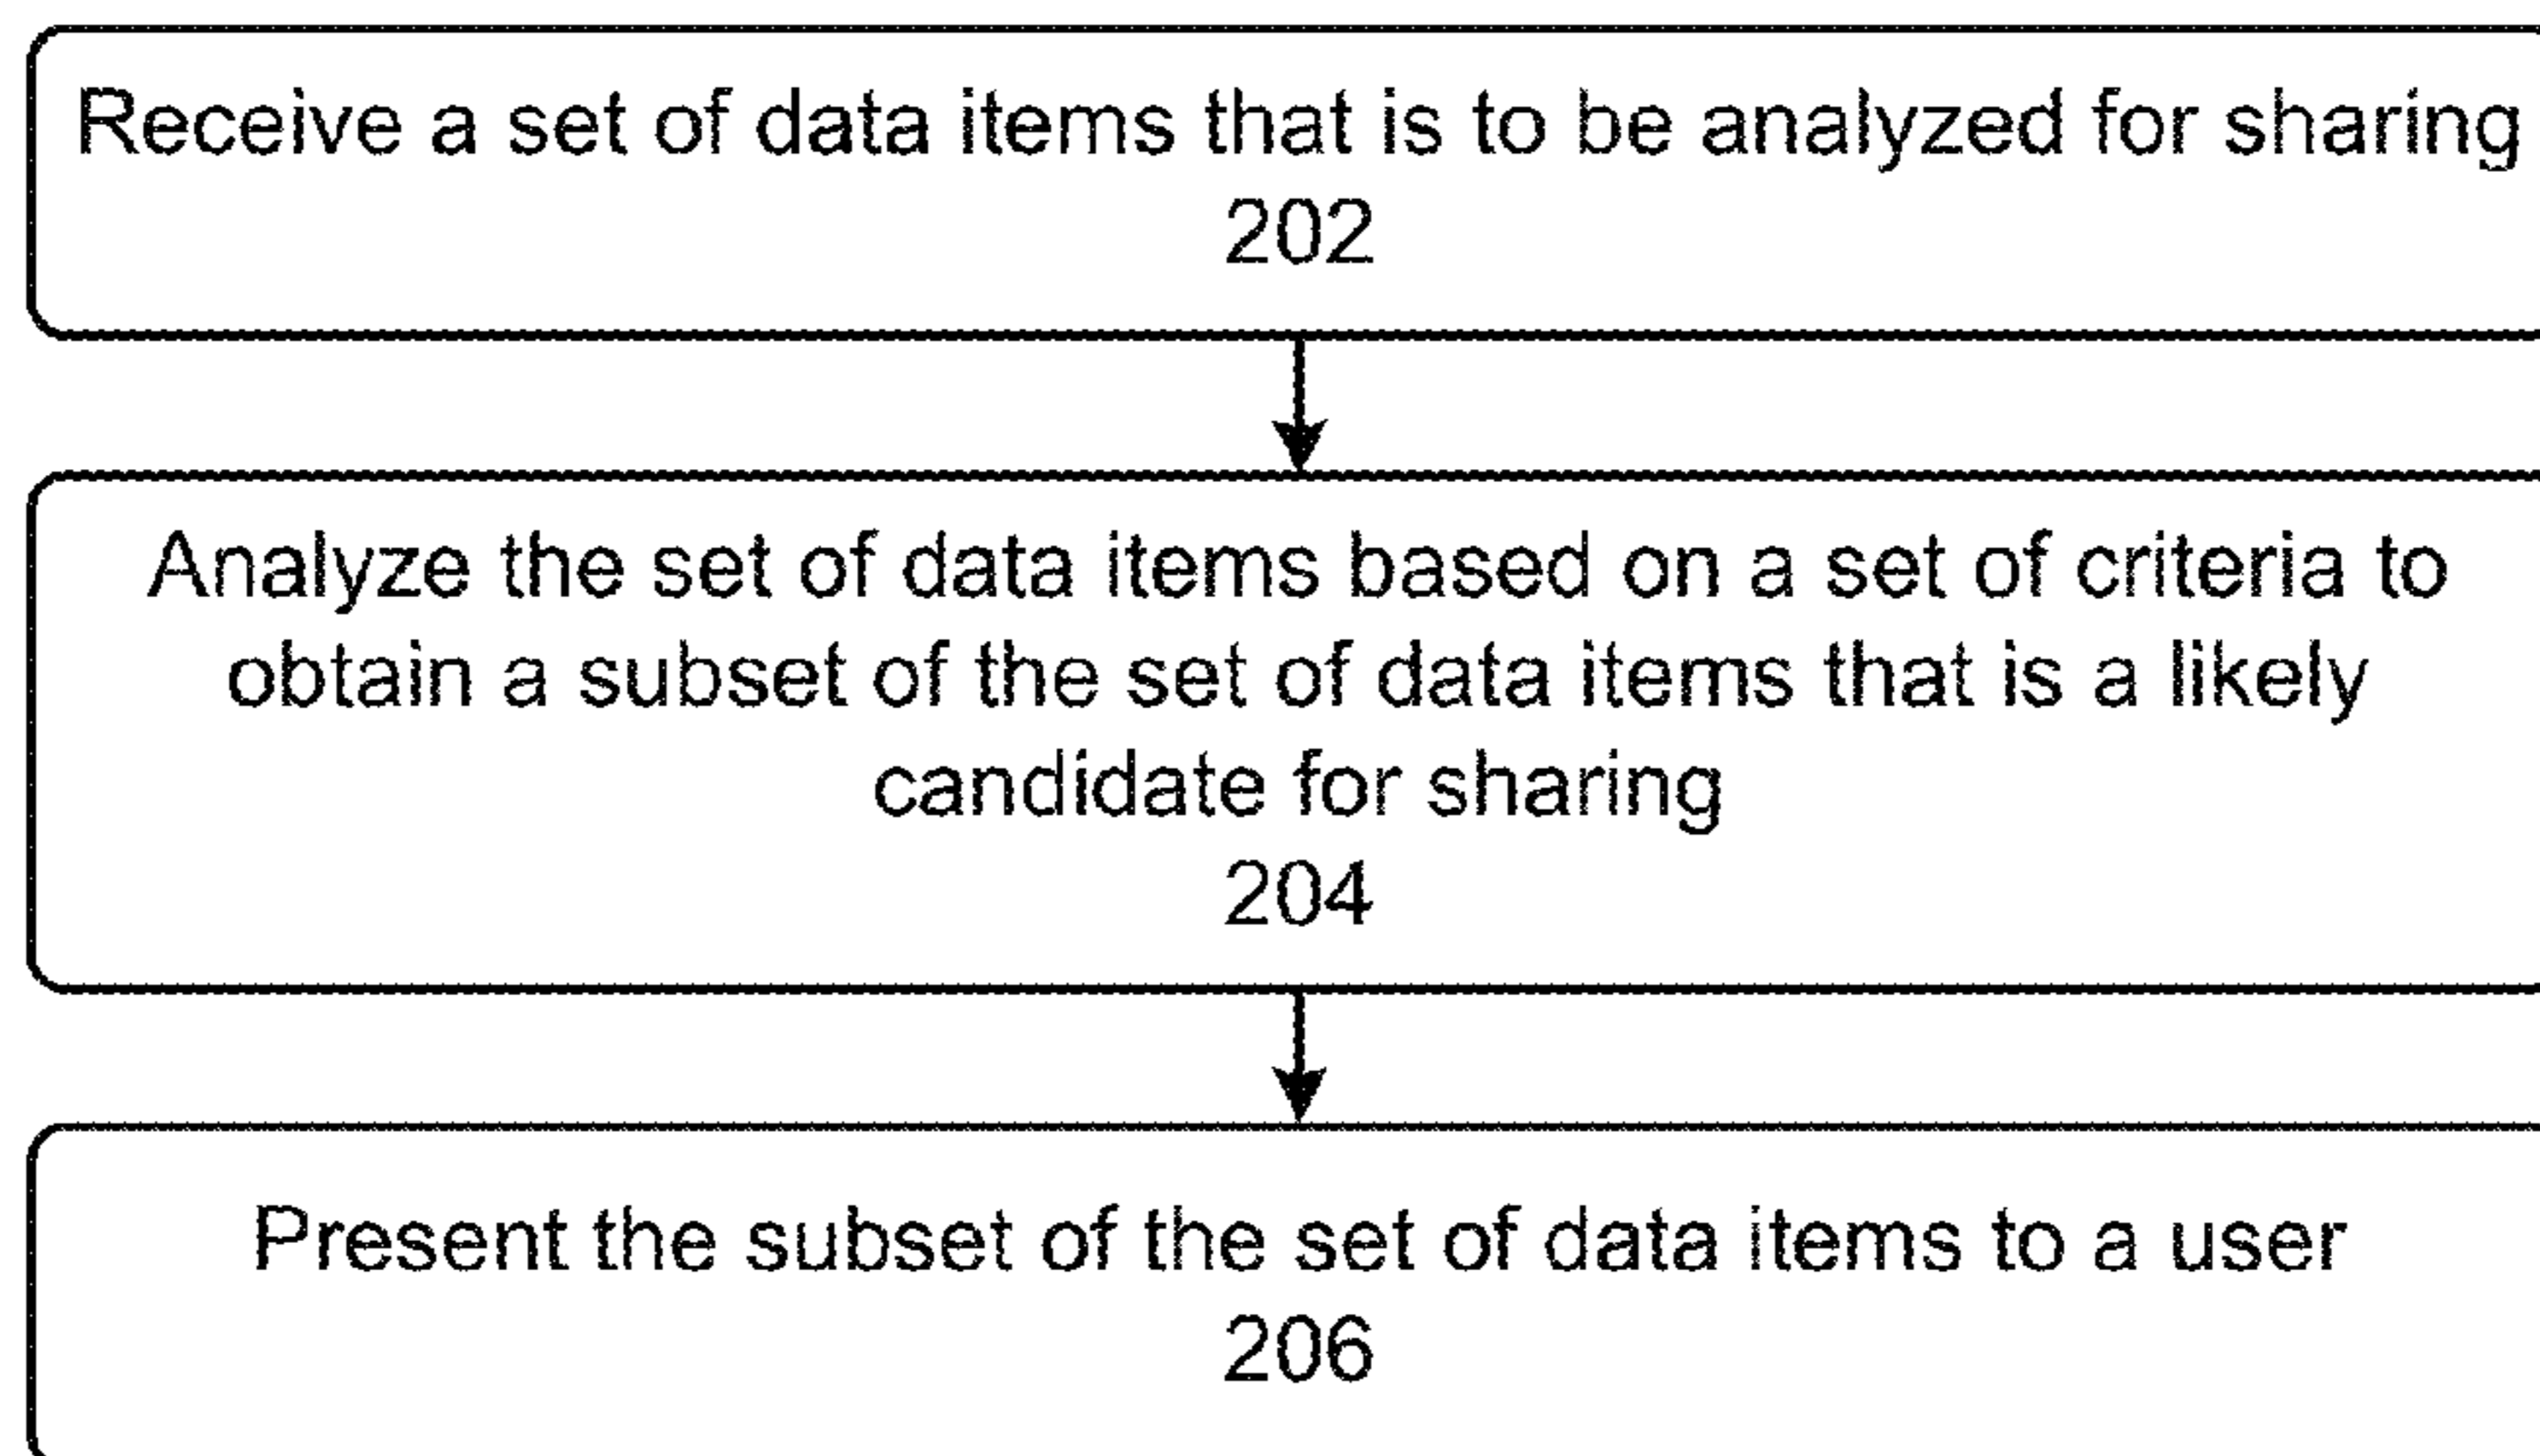 Receive a set of data items that is to be analyzed for sharing
202
Analyze the set of data items based on a set of criteria to
obtain a subset of the set of data items that is a likely
candidate for sharing
204
Present the subset of the set of data items to a user
206